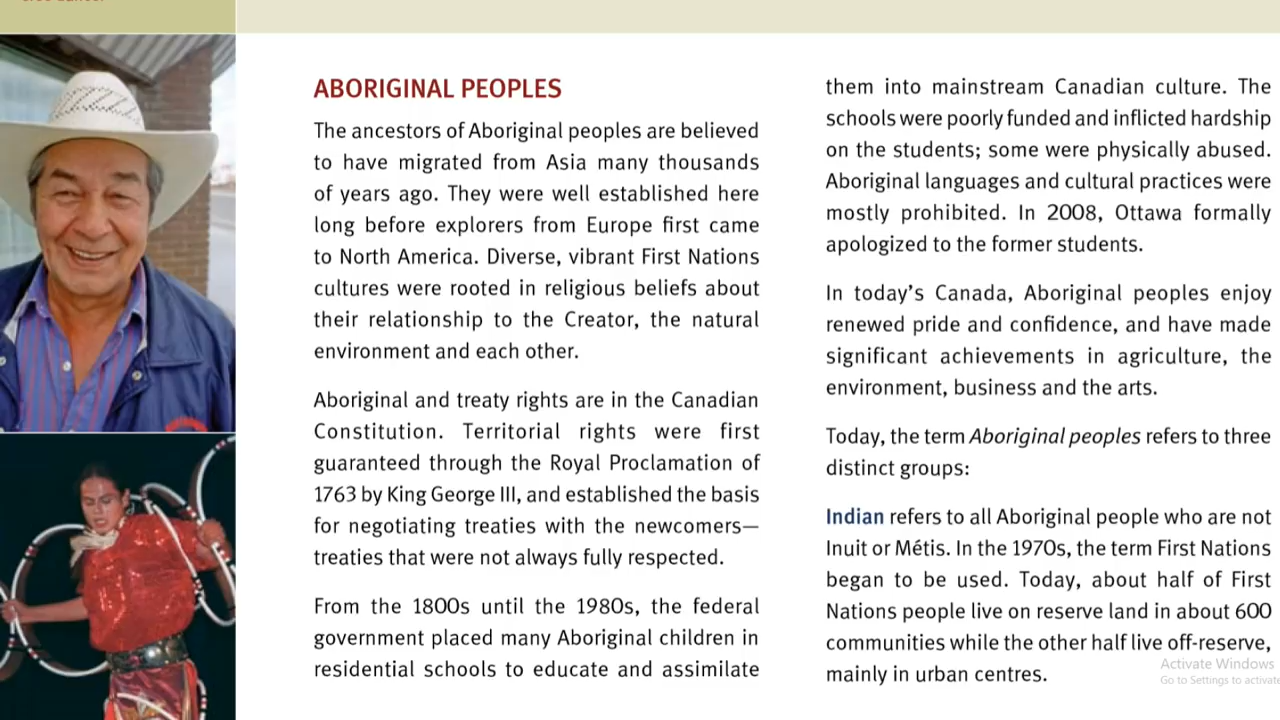 ABORIGINAL PEOPLES
The ancestors of Aboriginal peoples are believed
to have migrated from Asia many thousands
of years ago. They were well established here
long before explorers from Europe first came
to North America. Diverse, vibrant First Nations
cultures were rooted in religious beliefs about
their relationship to the Creator, the natural
environment and each other.
Aboriginal and treaty rights are in the Canadian
Constitution. Territorial rights were first
guaranteed through the Royal Proclamation of
1763 by King George III, and established the basis
for negotiating treaties with the newcomers—
treaties that were not always fully respected.
From the 1800s until the 1980s, the federal
government placed many Aboriginal children in
residential schools to educate and assimilate
them into mainstream Canadian culture. The
schools were poorly funded and inflicted hardship
on the students; some were physically abused.
Aboriginal languages and cultural practices were
mostly prohibited. In 2008, Ottawa formally
apologized to the former students.
In today’s Canada, Aboriginal peoples enjoy
renewed pride and confidence, and have made
significant achievements in agriculture, the
environment, business and the arts.
Today, the term Aboriginal peoples refers to three
distinct groups:
Indian refers to all Aboriginal people who are not
Inuit or Métis. In the 1970s, the term First Nations
began to be used. Today, about half of First
Nations people live on reserve land in about 600
communities while the other half live off-reserve,
mainly in urban centres.
Activate Windows
Go to Settings to activate